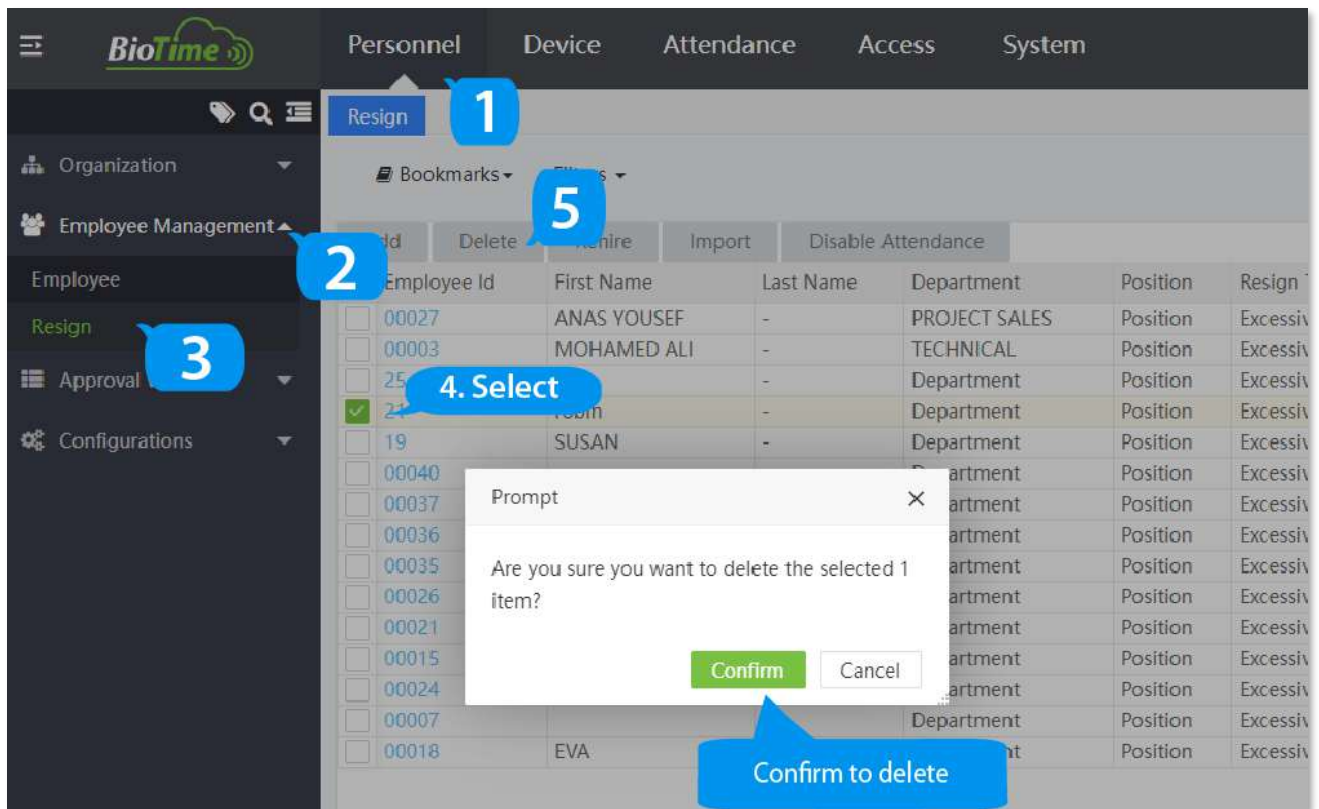 BioTime
Personnel Device Attendance Access System
1
Resign
Organization
Bookmarks
5
Employee Management
Delete Import Disable Attendance
2
Employee Employee Id First Name Last Name Department Position Resign
00027 ANAS YOUSEF - PROJECT SALES Position
Resign
3
00003 MOHAMED ALI - TECHNICAL Position
Approval
25 - Department Position
4. Select
21 - Department Position
Configurations
19 SUSAN - Department Position
00040 Position
Prompt
00037 Position
00036 Position
Are you sure you want to delete the selected 1
item?
00035 Position
00026 Position
00021 Position
00015 Position
Confirm Cancel
00024 Position
00007 Department Position
00018 EVA Position
Confirm to delete